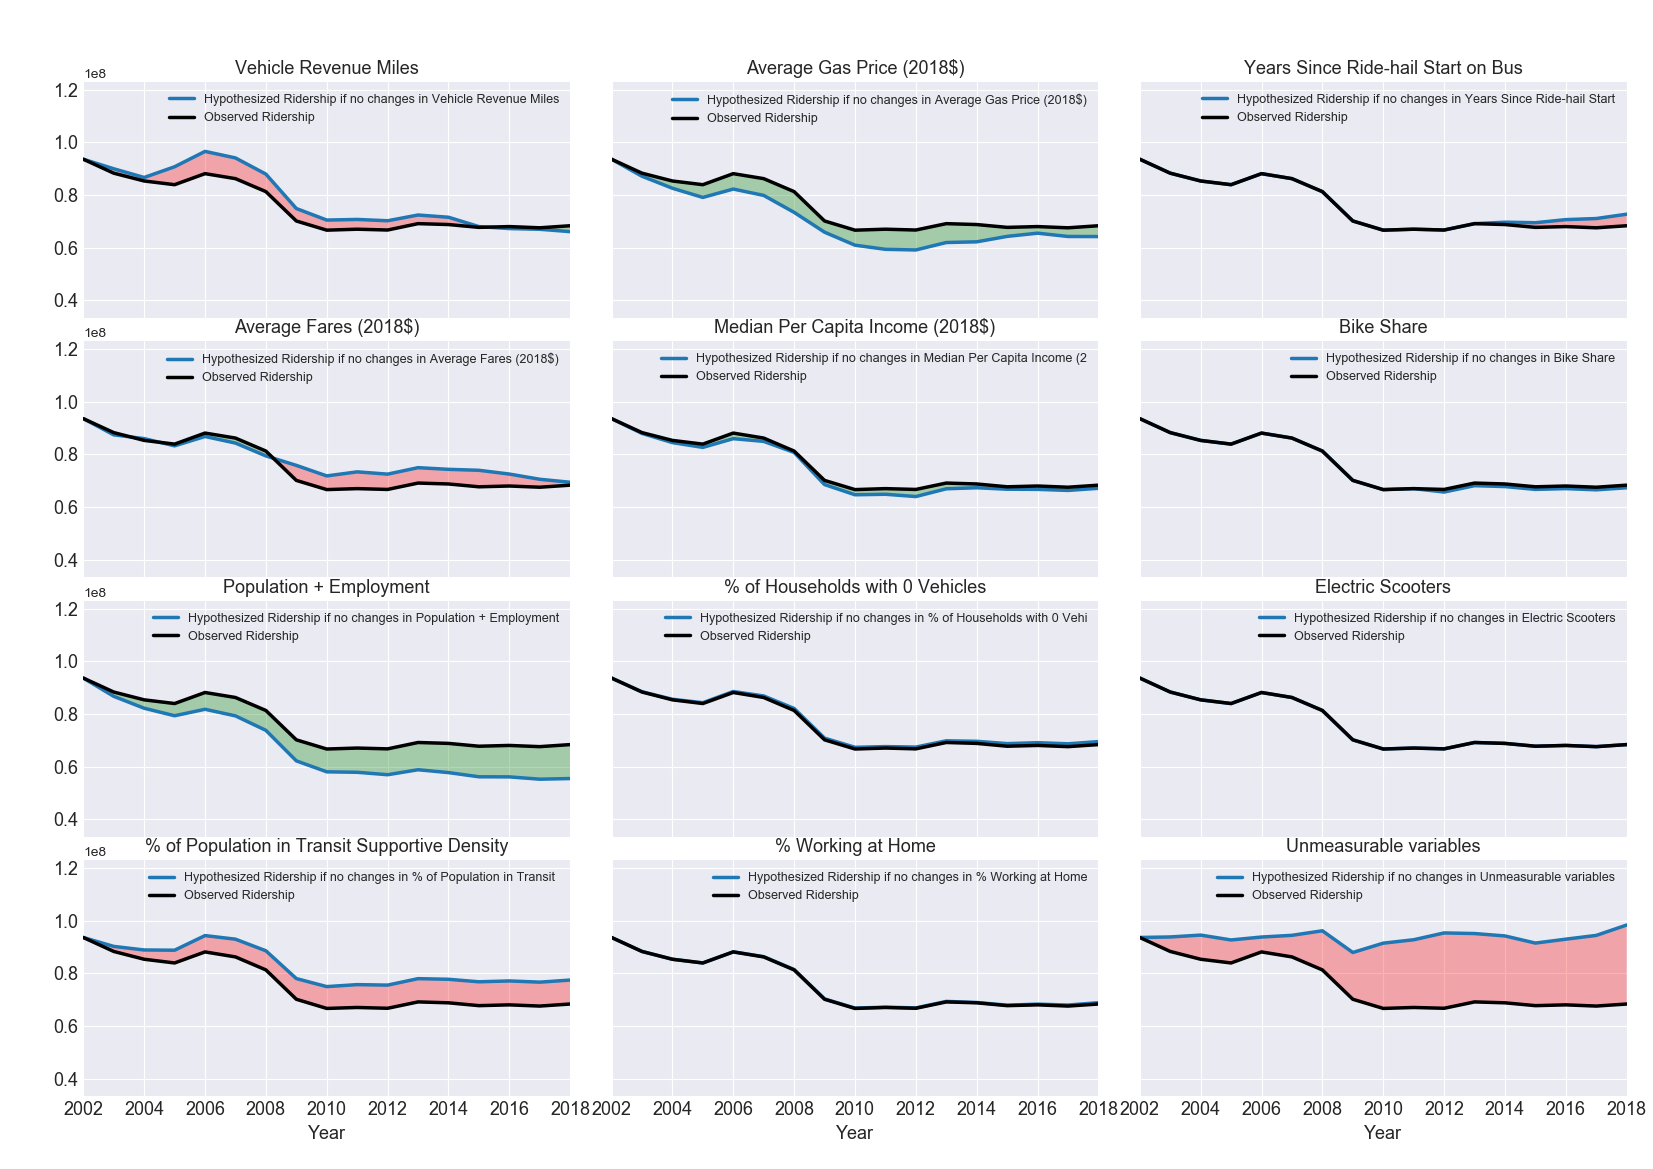 Vehicle Revenue Miles
1e8
1.2
1.0
0.8
0.6
0.4
Hypothesized Ridership if no changes in Vehicle Revenue Miles
Observed Ridership
Average Gas Price (2018$)
Hypothesized Ridership if no changes in Average Gas Price (2018$)
Observed Ridership
Years Since Ride-hail Start on Bus
Hypothesized Ridership if no changes in Years Since Ride-hail Start
Observed Ridership
Average Fares (2018$)
1e8
1.2
1.0
0.8
0.6
0.4
Hypothesized Ridership if no changes in Average Fares (2018$)
Observed Ridership
Median Per Capita Income (2018$)
Hypothesized Ridership if no changes in Median Per Capita Income (2
Observed Ridership
Bike Share
Hypothesized Ridership if no changes in Bike Share
Observed Ridership
Population + Employment
1e8
1.2
1.0
0.8
0.6
0.4
Hypothesized Ridership if no changes in Population + Employment
Observed Ridership
% of Households with 0 Vehicles
Hypothesized Ridership if no changes in % of Households with 0 Vehi
Observed Ridership
Electric Scooters
Hypothesized Ridership if no changes in Electric Scooters
Observed Ridership
% of Population in Transit Supportive Density
1e8
1.2
1.0
0.8
0.6
0.4
Hypothesized Ridership if no changes in % of Population in Transit
Observed Ridership
% Working at Home
Hypothesized Ridership if no changes in % Working at Home
Observed Ridership
Unmeasurable variables
Hypothesized Ridership if no changes in Unmeasurable variables
Observed Ridership
2002 2004 2006 2008 2010 2012 2014 2016 2018
Year
2002 2004 2006 2008 2010 2012 2014 2016 2018
Year
2002 2004 2006 2008 2010 2012 2014 2016 2018
Year